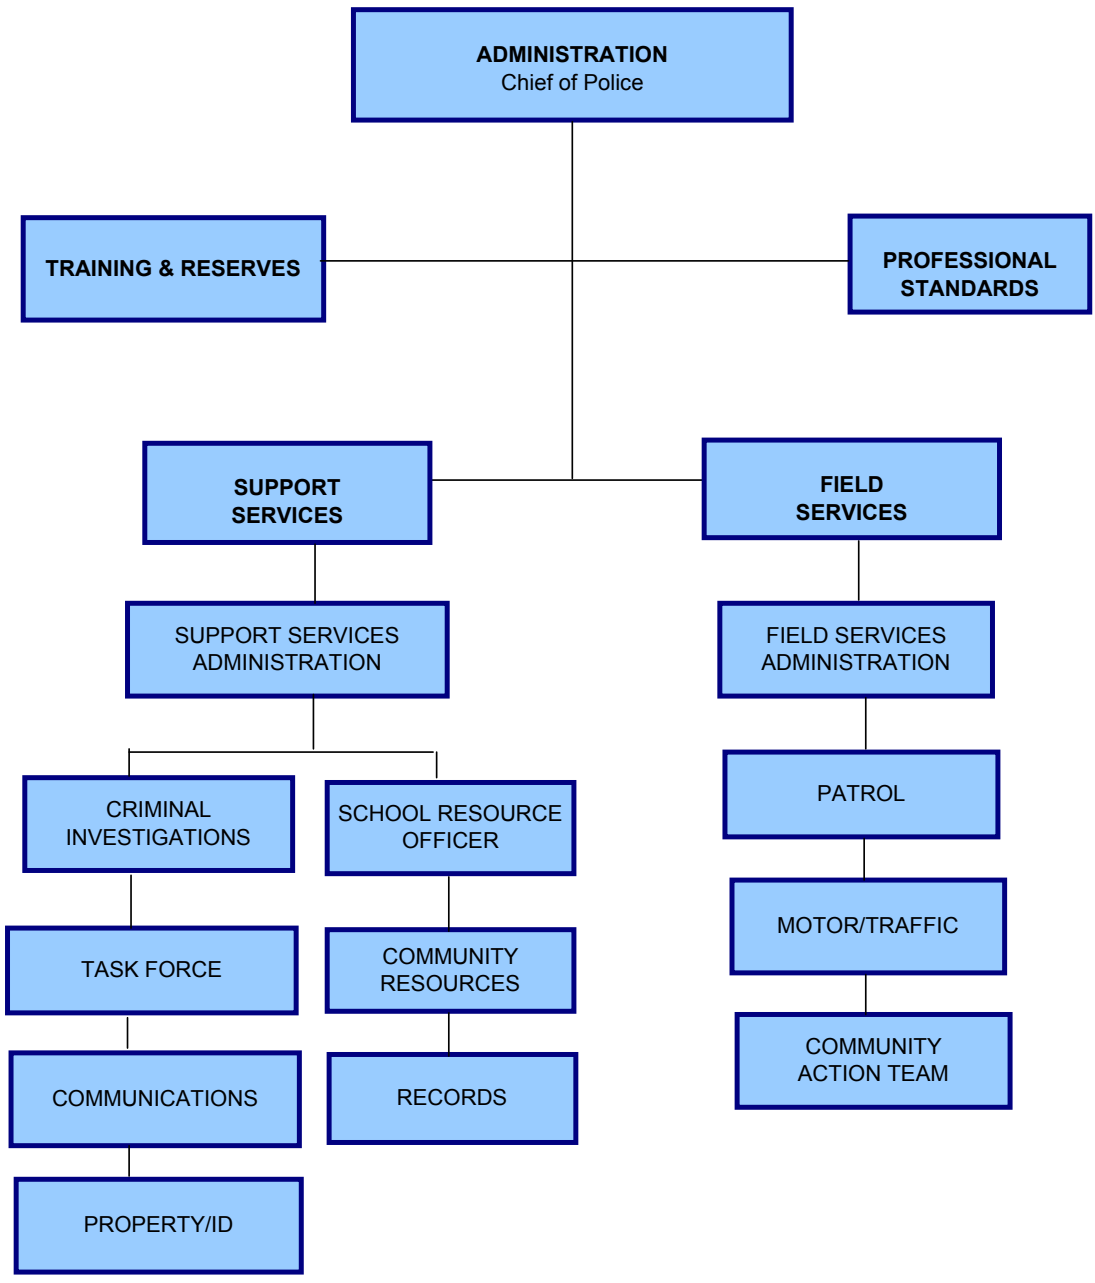 ADMINISTRATION
Chief of Police
TRAINING & RESERVES
PROFESSIONAL
STANDARDS
SUPPORT
SERVICES
FIELD
SERVICES
SUPPORT SERVICES
ADMINISTRATION
FIELD SERVICES
ADMINISTRATION
CRIMINAL
INVESTIGATIONS
SCHOOL RESOURCE
OFFICER
PATROL
TASK FORCE
COMMUNITY
RESOURCES
MOTOR/TRAFFIC
COMMUNICATIONS
RECORDS
COMMUNITY
ACTION TEAM
PROPERTY/ID